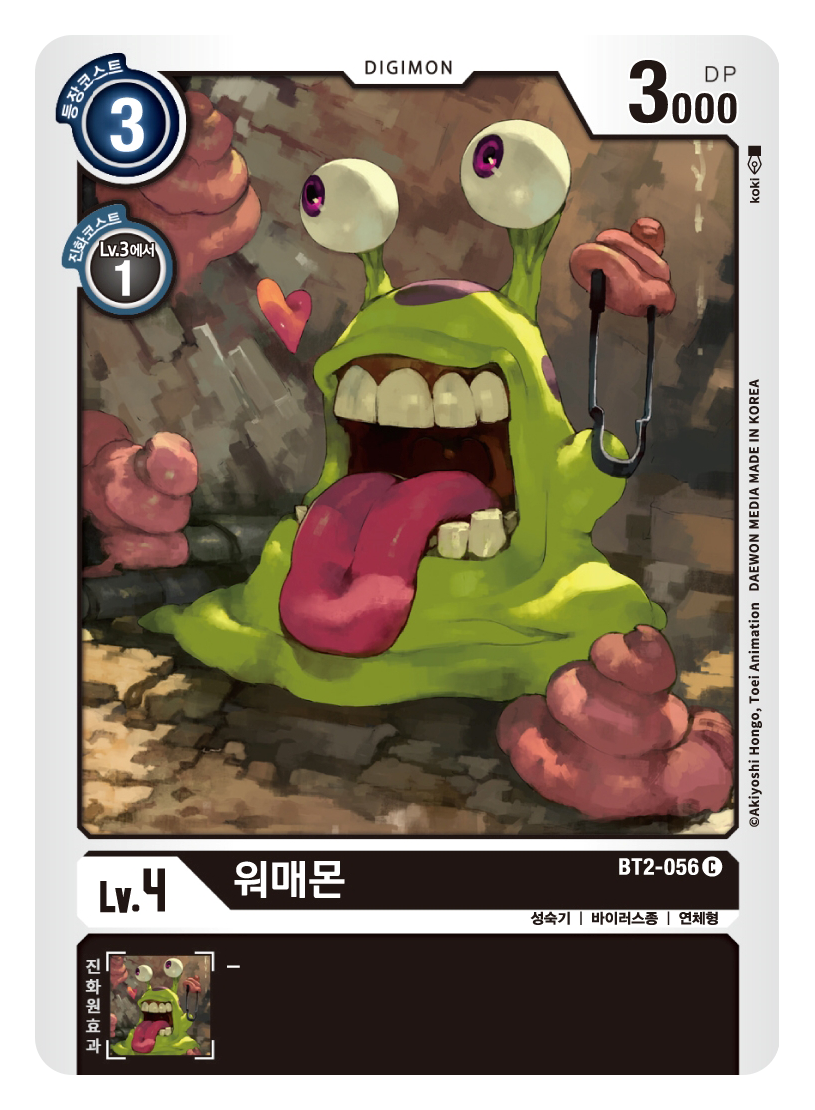 DIGIMON
등장코스트
3
3000
DP
진화코스트
Lv.3에서
1
koki
©Akiyoshi Hongo, Toei Animation DAEWON MEDIA MADE IN KOREA
Lv.4
워매몬
BT2-056 C
성숙기 | 바이러스종 | 연체형
진화원효과
–